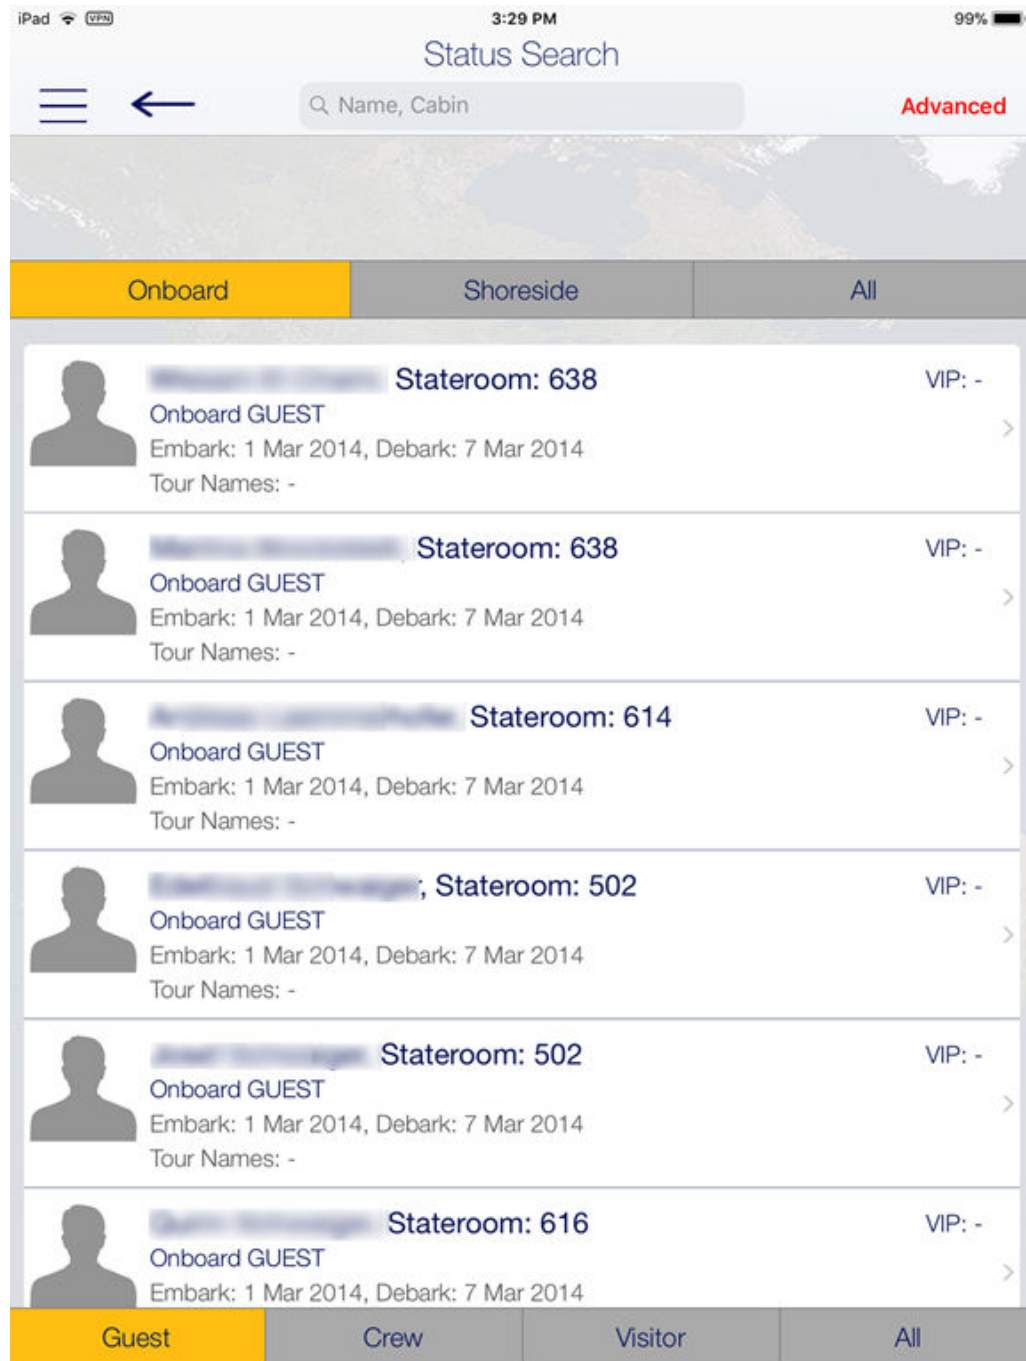 iPad VPN 3:29 PM 99%
Status Search
Name, Cabin Advanced
Onboard Shoreside All
Stateroom: 638 VIP: -
Onboard GUEST
Embark: 1 Mar 2014, Debark: 7 Mar 2014
Tour Names: -
Stateroom: 638 VIP: -
Onboard GUEST
Embark: 1 Mar 2014, Debark: 7 Mar 2014
Tour Names: -
Stateroom: 614 VIP: -
Onboard GUEST
Embark: 1 Mar 2014, Debark: 7 Mar 2014
Tour Names: -
, Stateroom: 502 VIP: -
Onboard GUEST
Embark: 1 Mar 2014, Debark: 7 Mar 2014
Tour Names: -
Stateroom: 502 VIP: -
Onboard GUEST
Embark: 1 Mar 2014, Debark: 7 Mar 2014
Tour Names: -
Stateroom: 616 VIP: -
Onboard GUEST
Embark: 1 Mar 2014, Debark: 7 Mar 2014
Guest Crew Visitor All